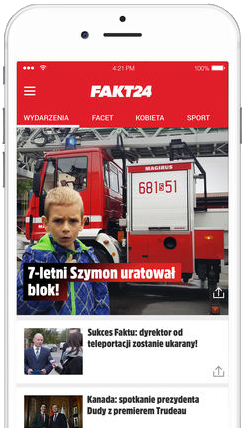 4:21 PM 100%
FAKT24
WYDARZENIA FACET KOBIETA SPORT
MAGIRUS
681 S 51
7-letni Szymon uratował
blok!
Sukces Faktu: dyrektor od
teleportacji zostanie ukarany!
Kanada: spotkanie prezydenta
Dudy z premierem Trudeau